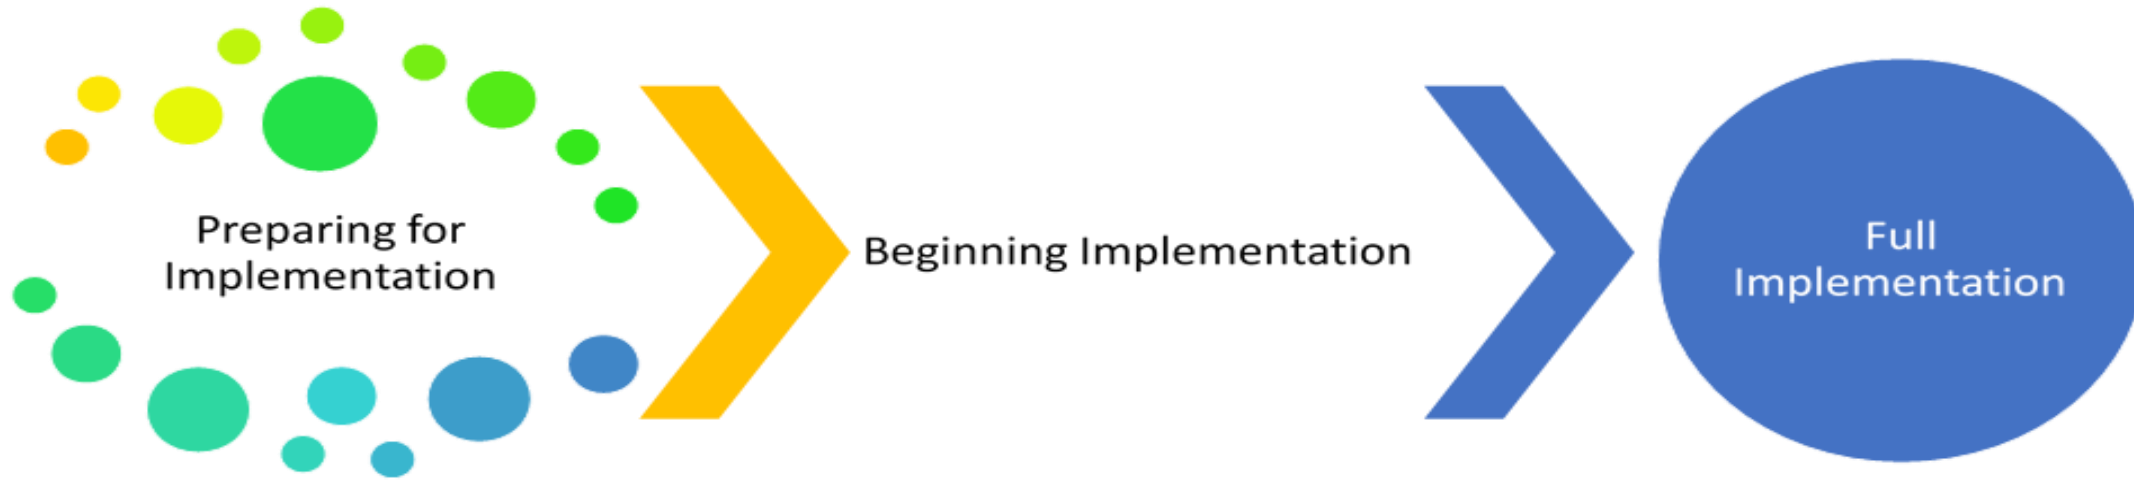 Preparing for
Implementation
Beginning Implementation
Full
Implementation